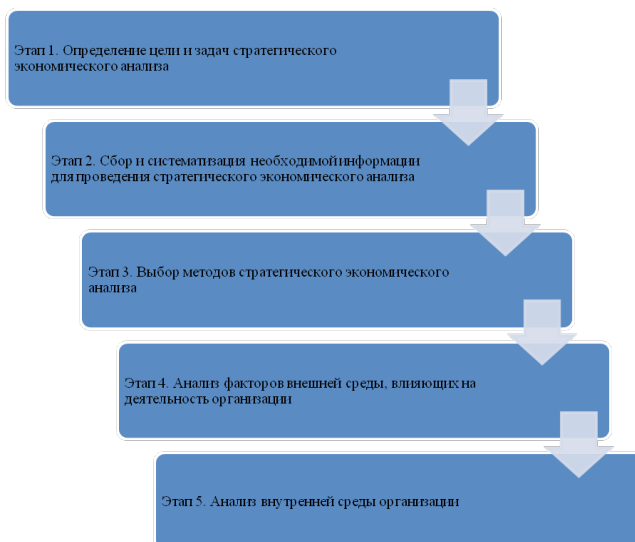 Этап 1. Определение цели и задач стратегического
экономического анализа
Этап 2. Сбор и систематизация необходимой информации
для проведения стратегического экономического анализа
Этап 3. Выбор методов стратегического экономического
анализа
Этап 4. Анализ факторов внешней среды, влияющих на
деятельность организации
Этап 5. Анализ внутренней среды организации